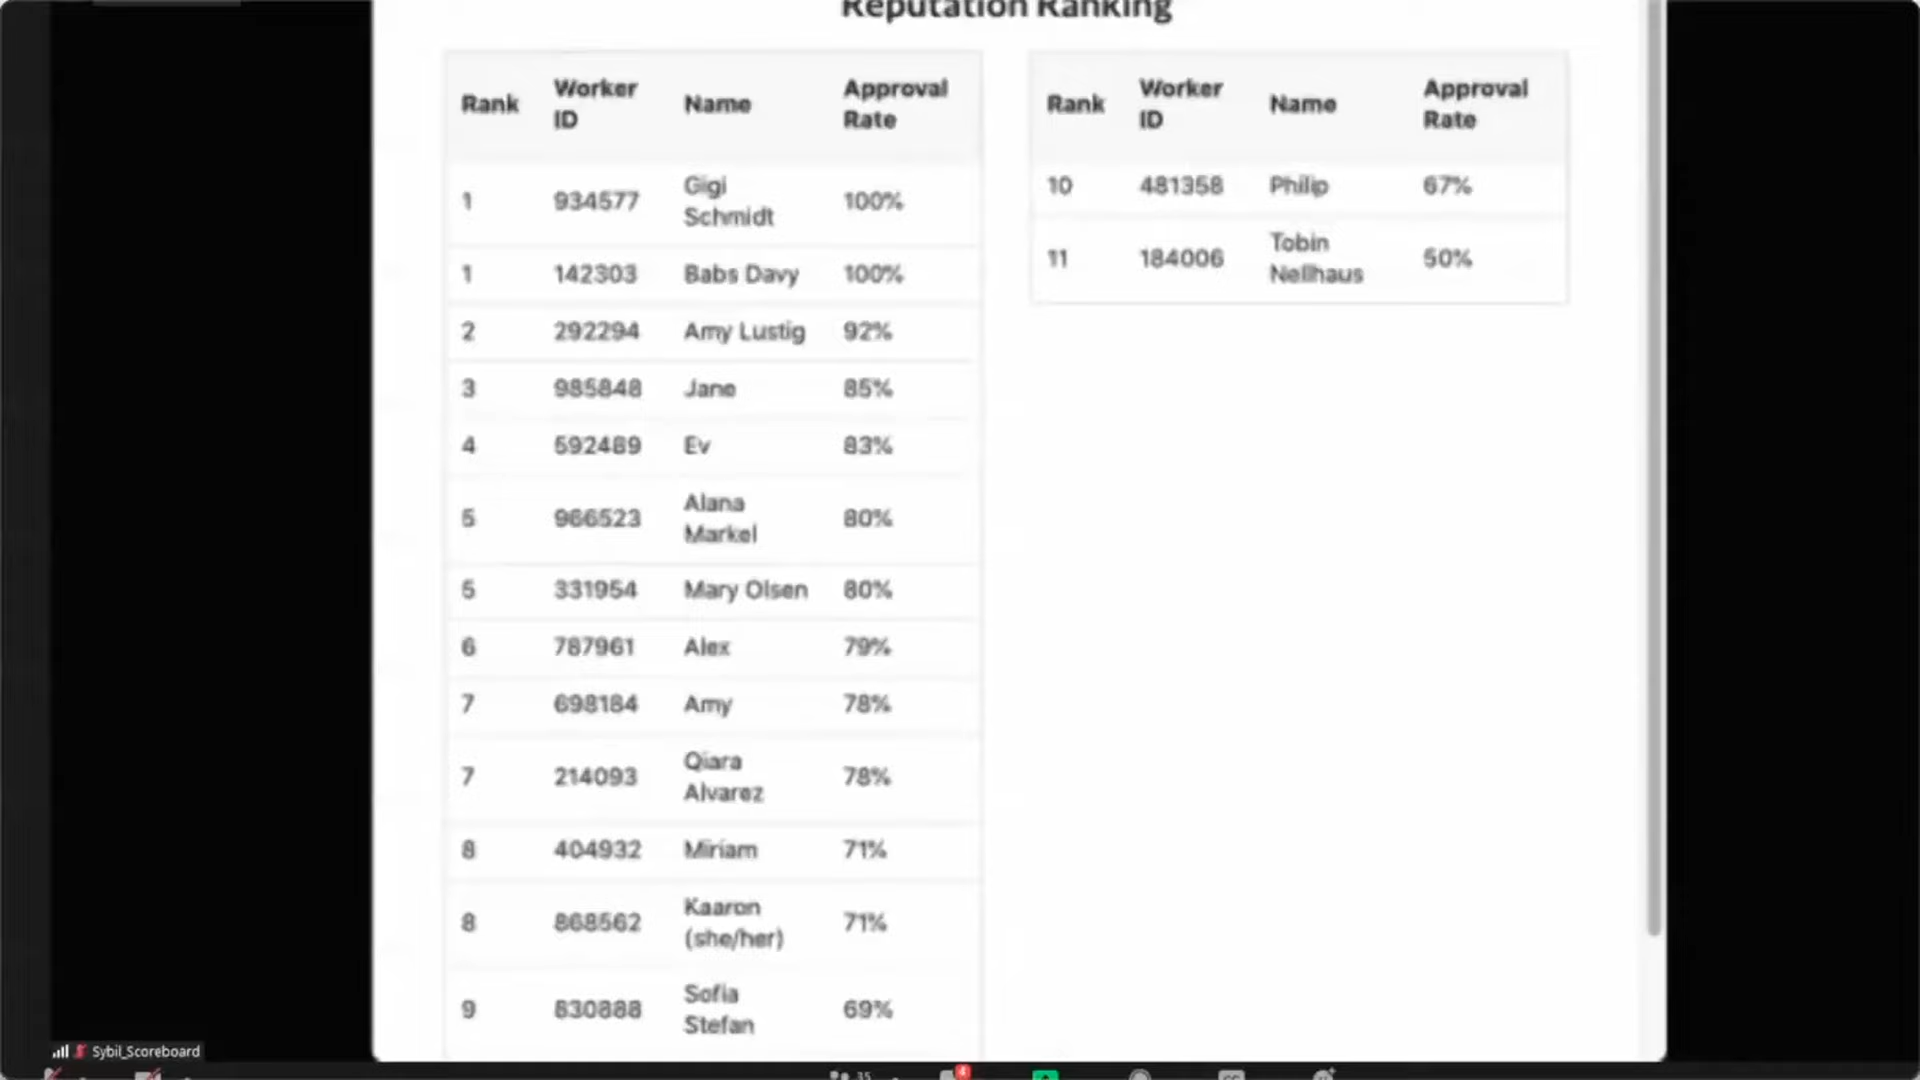 Reputation Ranking
Rank Worker ID Name Approval Rate
1 934577 Gigi Schmidt 100%
1 142303 Babs Davy 100%
2 292294 Amy Lustig 92%
3 985848 Jane 85%
4 592489 Ev 83%
5 966523 Alana Markel 80%
5 331954 Mary Olsen 80%
6 787961 Alex 79%
7 698184 Amy 78%
7 214093 Qiara Alvarez 78%
8 404932 Miriam 71%
8 868562 Kaaron (she/her) 71%
9 830888 Sofia Stefan 69%
Rank Worker ID Name Approval Rate
10 481358 Philip 67%
11 184006 Tobin Nellhaus 50%
Sybil_Scoreboard
35
4
CC